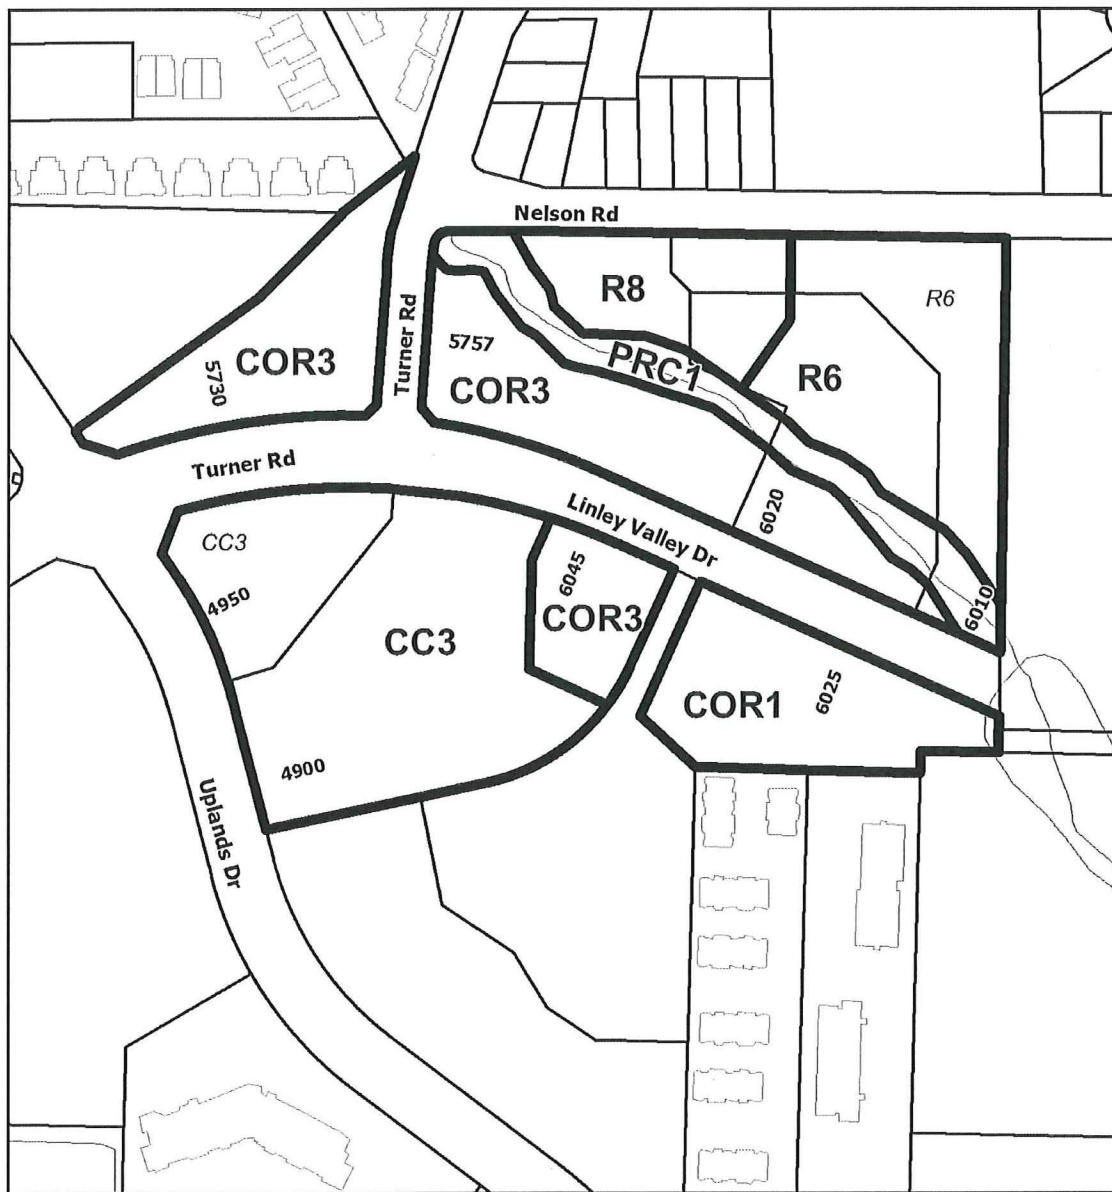 Nelson Rd
R8
R6
5757
Turner Rd
PRC1
COR3
5730
R6
COR3
Turner Rd
6020
Linley Valley Dr
CC3
6045
4950
6010
COR3
CC3
6025
COR1
4900
Uplands Dr